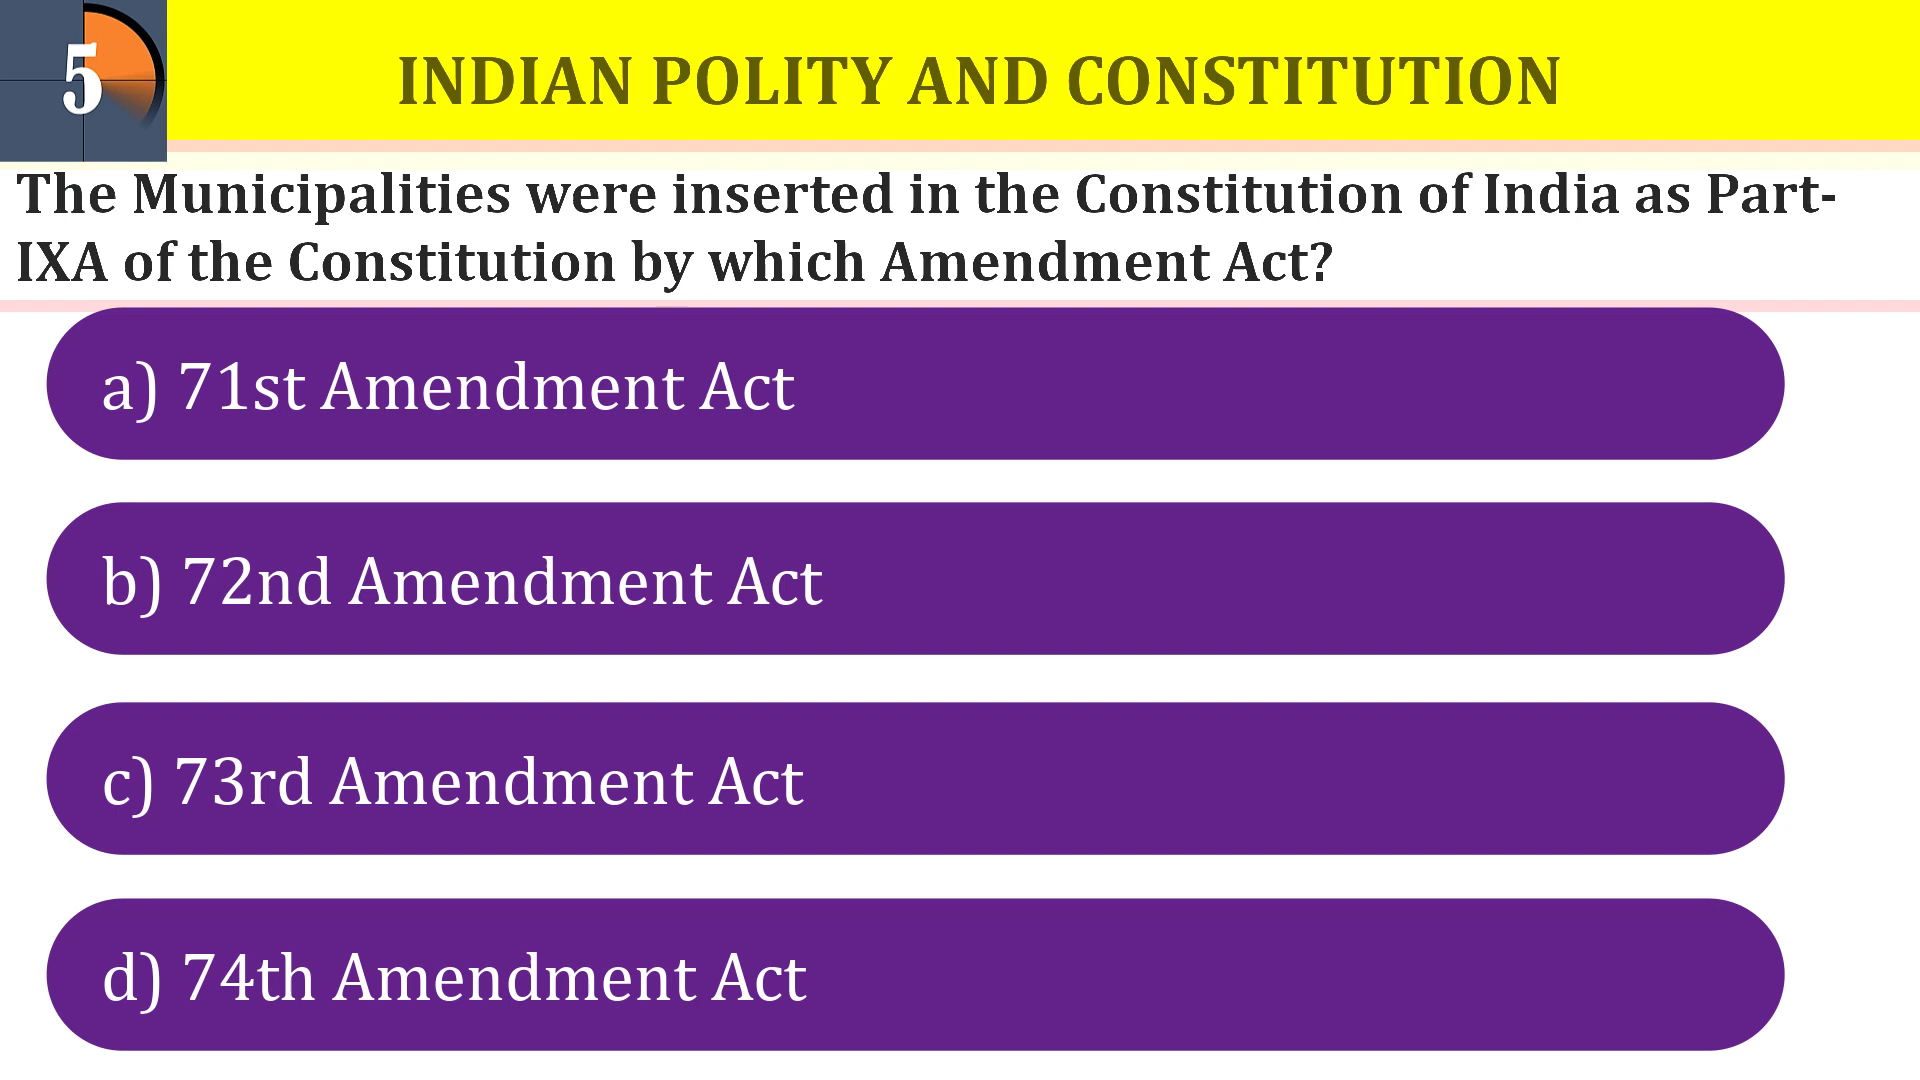 5
INDIAN POLITY AND CONSTITUTION
The Municipalities were inserted in the Constitution of India as Part-
IXA of the Constitution by which Amendment Act?
a) 71st Amendment Act
b) 72nd Amendment Act
c) 73rd Amendment Act
d) 74th Amendment Act